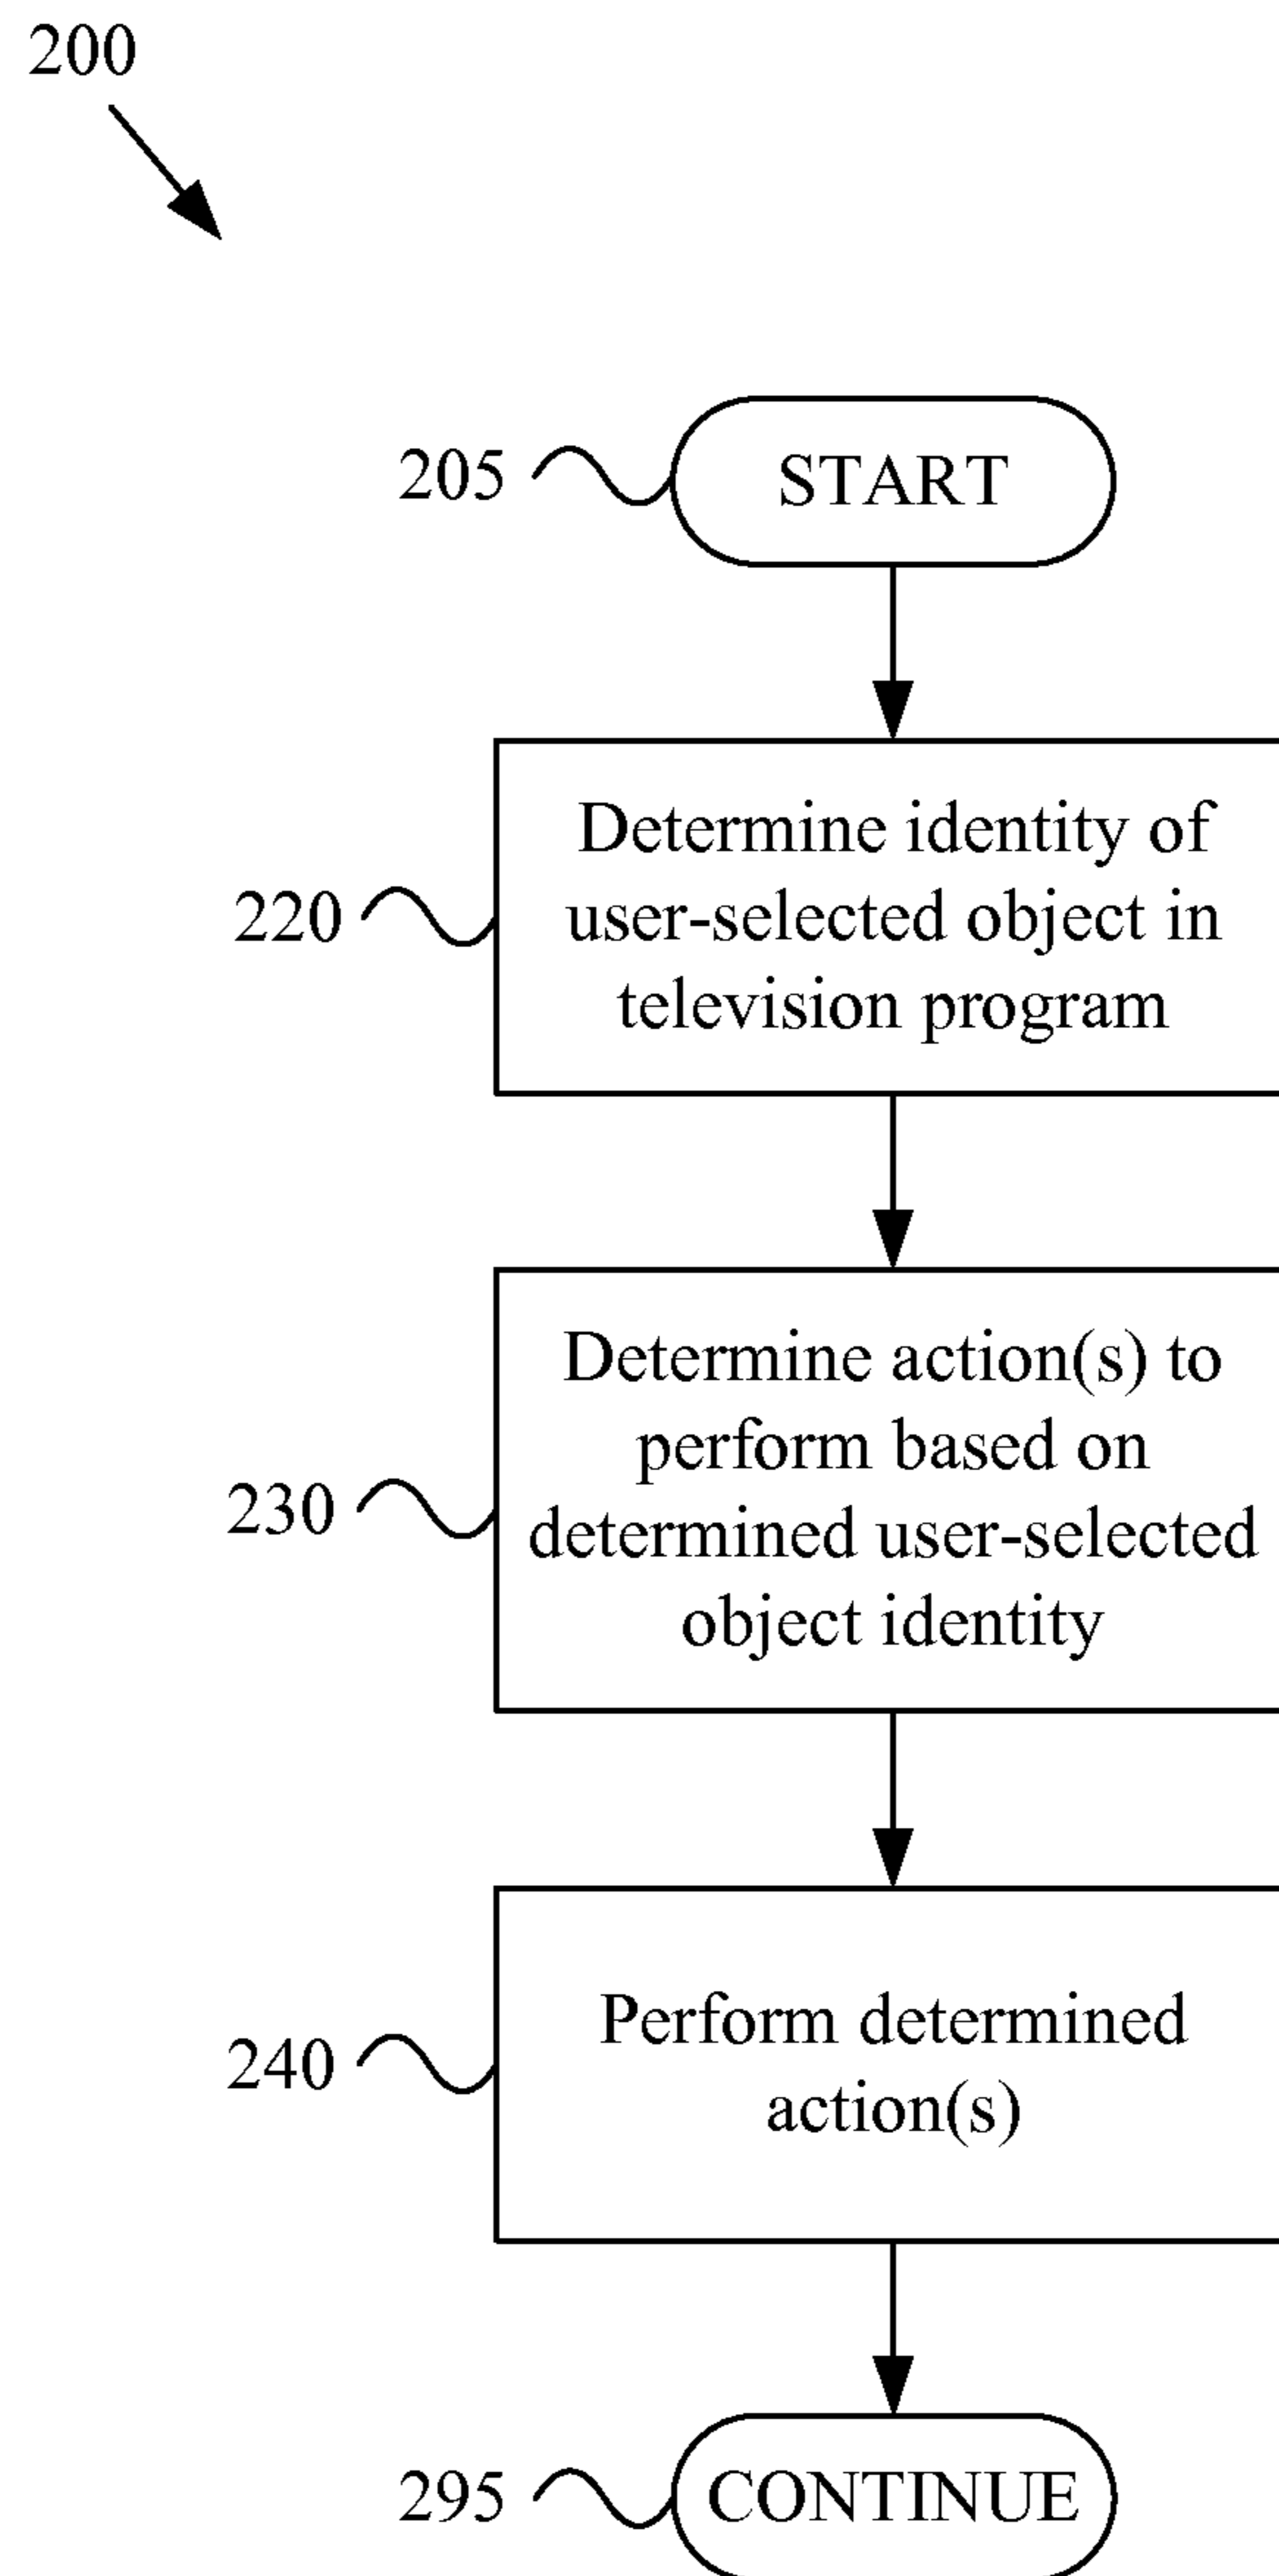 200
205
START
220
Determine identity of
user-selected object in
television program
230
Determine action(s) to
perform based on
determined user-selected
object identity
240
Perform determined
action(s)
295
CONTINUE